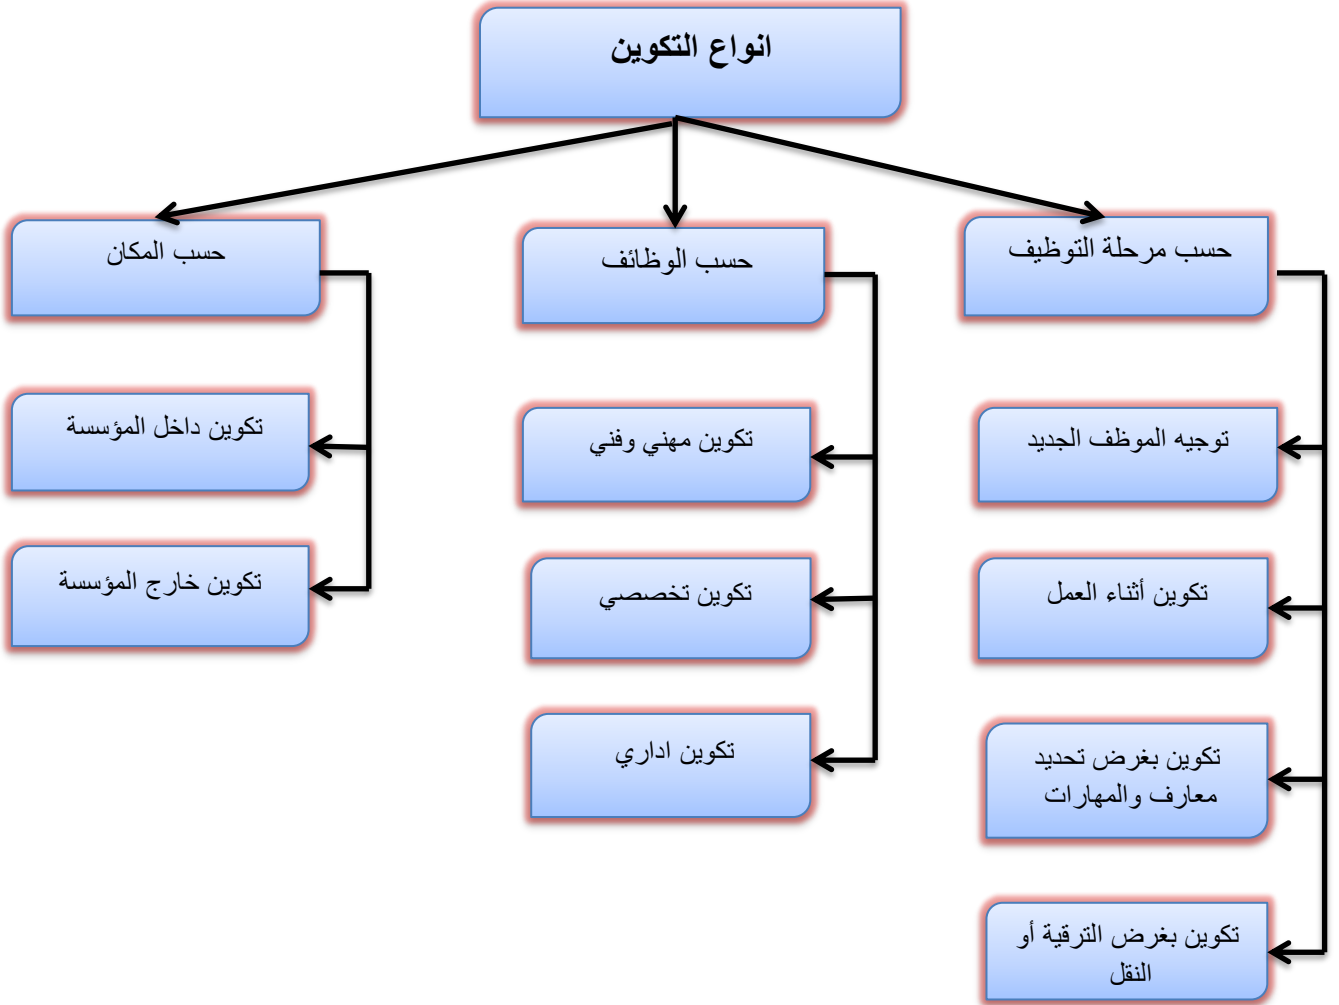 انواع التكوين
حسب مرحلة التوظيف
حسب الوظائف
حسب المكان
توجيه الموظف الجديد
تكوين أثناء العمل
تكوين بغرض تحديد
معارف والمهارات
تكوين بغرض الترقية أو
النقل
تكوين مهني وفني
تكوين تخصصي
تكوين اداري
تكوين داخل المؤسسة
تكوين خارج المؤسسة